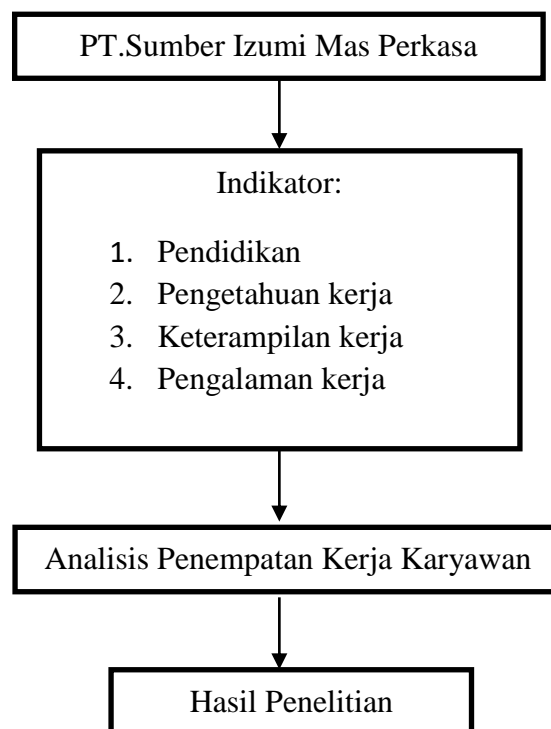 PT.Sumber Izumi Mas Perkasa
Indikator:
1. Pendidikan
2. Pengetahuan kerja
3. Keterampilan kerja
4. Pengalaman kerja
Analisis Penempatan Kerja Karyawan
Hasil Penelitian